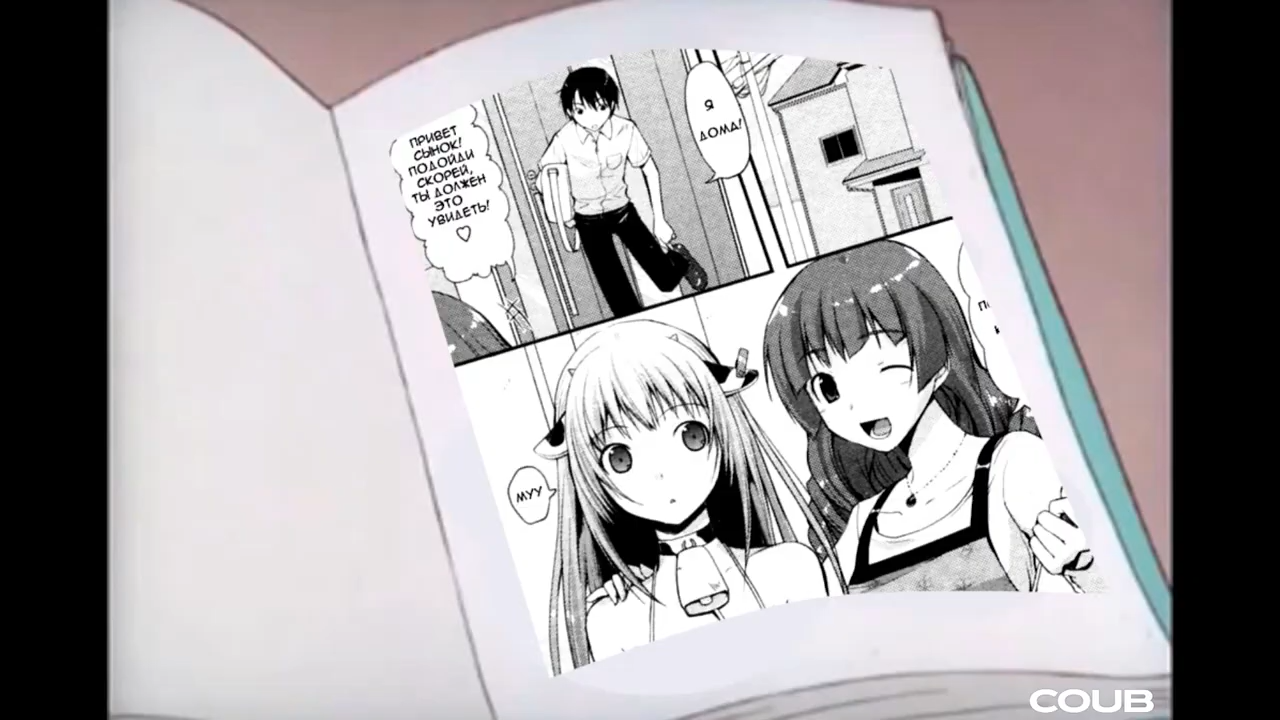 ПРИВЕТ
СЫНОК!
ПОДОЙДИ
СКОРЕЙ,
ТЫ ДОЛЖЕН
ЭТО
УВИДЕТЬ!
♡
Я
ДОМА!
МУУ
COUB